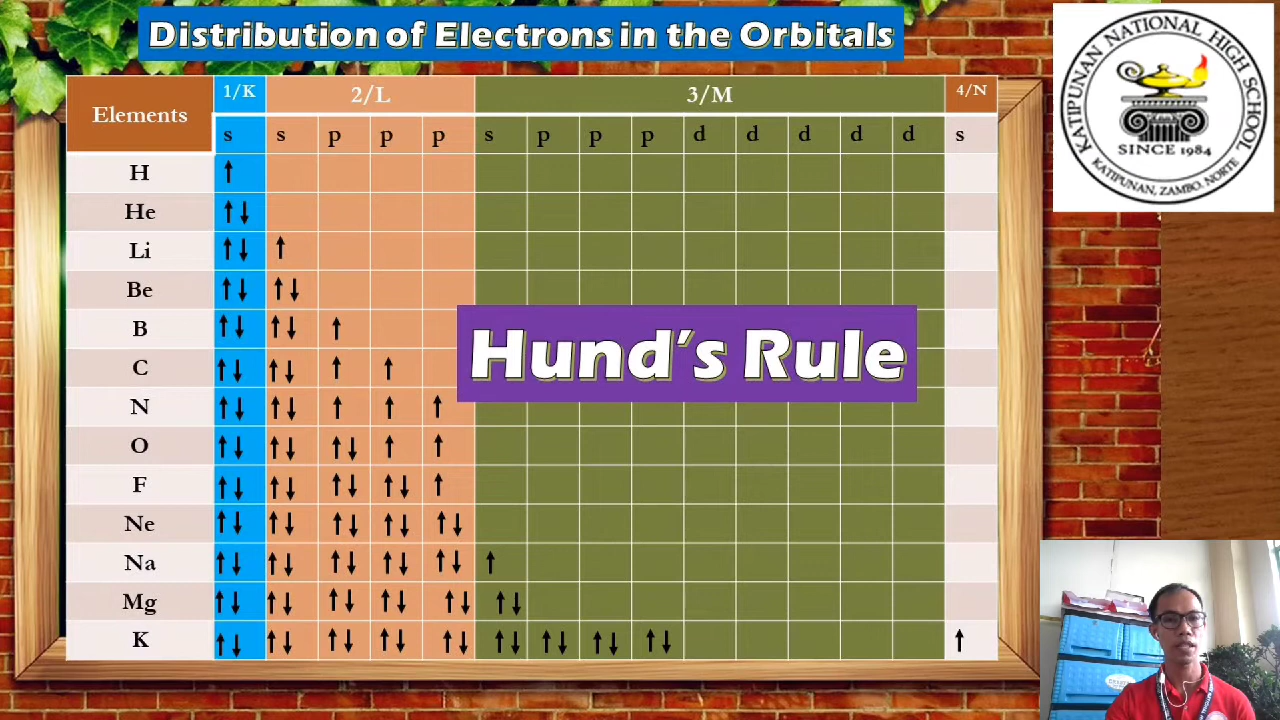 Distribution of Electrons in the Orbitals
Elements 1/K 2/L 3/M 4/N
s s p p p s p p p d d d d d s
H ↑
He ↑↓
Li ↑↓ ↑
Be ↑↓ ↑↓
B ↑↓ ↑↓ ↑
C ↑↓ ↑↓ ↑ ↑
N ↑↓ ↑↓ ↑ ↑ ↑
O ↑↓ ↑↓ ↑↓ ↑ ↑
F ↑↓ ↑↓ ↑↓ ↑↓ ↑
Ne ↑↓ ↑↓ ↑↓ ↑↓ ↑↓
Na ↑↓ ↑↓ ↑↓ ↑↓ ↑↓ ↑
Mg ↑↓ ↑↓ ↑↓ ↑↓ ↑↓ ↑↓
K ↑↓ ↑↓ ↑↓ ↑↓ ↑↓ ↑↓ ↑↓ ↑↓ ↑↓ ↑
Hund's Rule
KATIPUNAN NATIONAL HIGH SCHOOL
SINCE 1984
KATIPUNAN, ZAMBO. NORTE